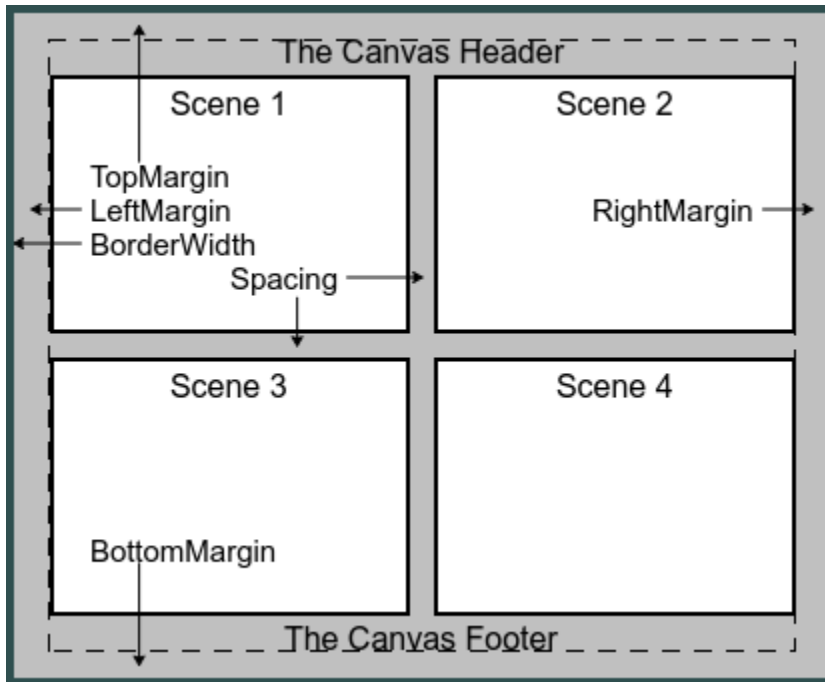 The Canvas Header
Scene 1
Scene 2
TopMargin
LeftMargin
RightMargin
BorderWidth
Spacing
Scene 3
Scene 4
BottomMargin
The Canvas Footer